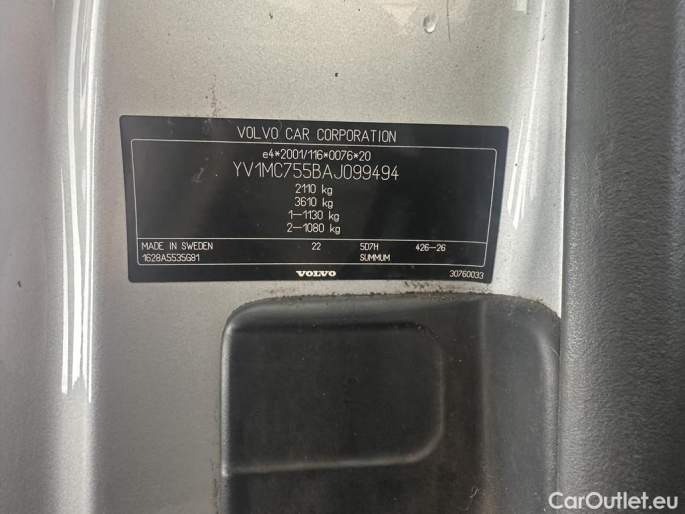 VOLVO CAR CORPORATION
e4*2001/116*0076*20
YV1MC755BAJ099494
2110 kg
3610 kg
1-1130 kg
2-1080 kg
MADE IN SWEDEN 22 5D7H 426-26
1628A5535G81 SUMMUM
VOLVO 30760033
CarOutlet.eu